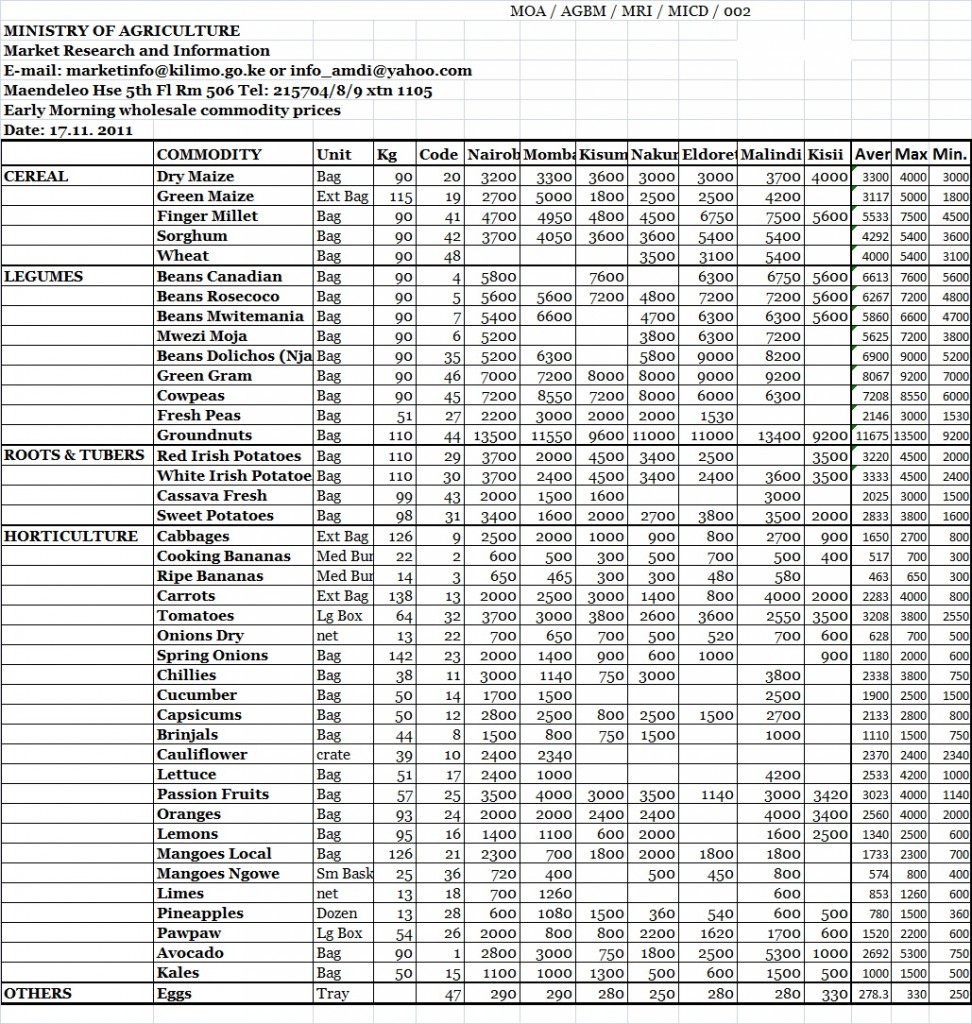 MOA / AGBM / MRI / MICD / 002
MINISTRY OF AGRICULTURE
Market Research and Information
E-mail: marketinfo@kilimo.go.ke or info_amdi@yahoo.com
Maendeleo Hse 5th Fl Rm 506 Tel: 215704/8/9 xtn 1105
Early Morning wholesale commodity prices
Date: 17.11. 2011
COMMODITY Unit Kg Code Nairob Momba Kisum Nakur Eldoret Malindi Kisii Aver Max Min.
CEREAL Dry Maize Bag 90 20 3200 3300 3600 3000 3000 3700 4000 3300 4000 3000
Green Maize Ext Bag 115 19 2700 5000 1800 2500 2500 4200 3117 5000 1800
Finger Millet Bag 90 41 4700 4950 4800 4500 6750 7500 5600 5533 7500 4500
Sorghum Bag 90 42 3700 4050 3600 3600 5400 5400 4292 5400 3600
Wheat Bag 90 48 3500 3100 5400 4000 5400 3100
LEGUMES Beans Canadian Bag 90 4 5800 7600 6300 6750 5600 6613 7600 5600
Beans Rosecoco Bag 90 5 5600 5600 7200 4800 7200 7200 5600 6267 7200 4800
Beans Mwitemania Bag 90 7 5400 6600 4700 6300 6300 5600 5860 6600 4700
Mwezi Moja Bag 90 6 5200 3800 6300 7200 5625 7200 3800
Beans Dolichos (Nja Bag 90 35 5200 6300 5800 9000 8200 6900 9000 5200
Green Gram Bag 90 46 7000 7200 8000 8000 9000 9200 8067 9200 7000
Cowpeas Bag 90 45 7200 8550 7200 8000 6000 6300 7208 8550 6000
Fresh Peas Bag 51 27 2200 3000 2000 2000 1530 2146 3000 1530
Groundnuts Bag 110 44 13500 11550 9600 11000 11000 13400 9200 11675 13500 9200
ROOTS & TUBERS Red Irish Potatoes Bag 110 29 3700 2000 4500 3400 2500 3500 3220 4500 2000
White Irish Potatoe Bag 110 30 3700 2400 4500 3400 2400 3600 3500 3333 4500 2400
Cassava Fresh Bag 99 43 2000 1500 1600 3000 2025 3000 1500
Sweet Potatoes Bag 98 31 3400 1600 2000 2700 3800 3500 2000 2833 3800 1600
HORTICULTURE Cabbages Ext Bag 126 9 2500 2000 1000 900 800 2700 900 1650 2700 800
Cooking Bananas Med Bur 22 2 600 500 300 500 700 500 400 517 700 300
Ripe Bananas Med Bur 14 3 650 465 300 300 480 580 463 650 300
Carrots Ext Bag 138 13 2000 2500 3000 1400 800 4000 2000 2283 4000 800
Tomatoes Lg Box 64 32 3700 3000 3800 2600 3600 2550 3500 3208 3800 2550
Onions Dry net 13 22 700 650 700 500 520 700 600 628 700 500
Spring Onions Bag 142 23 2000 1400 900 600 1000 900 1180 2000 600
Chillies Bag 38 11 3000 1140 750 3000 3800 2338 3800 750
Cucumber Bag 50 14 1700 1500 2500 1900 2500 1500
Capsicums Bag 50 12 2800 2500 800 2500 1500 2700 2133 2800 800
Brinjals Bag 44 8 1500 800 750 1500 1000 1110 1500 750
Cauliflower crate 39 10 2400 2340 2370 2400 2340
Lettuce Bag 51 17 2400 1000 4200 2533 4200 1000
Passion Fruits Bag 57 25 3500 4000 3000 3500 1140 3000 3420 3023 4000 1140
Oranges Bag 93 24 2000 2000 2400 2400 4000 3400 2560 4000 2000
Lemons Bag 95 16 1400 1100 600 2000 1600 2500 1340 2500 600
Mangoes Local Bag 126 21 2300 700 1800 2000 1800 1800 1733 2300 700
Mangoes Ngowe Sm Bask 25 36 720 400 500 450 800 574 800 400
Limes net 13 18 700 1260 600 853 1260 600
Pineapples Dozen 13 28 600 1080 1500 360 540 600 500 780 1500 360
Pawpaw Lg Box 54 26 2000 800 800 2200 1620 1700 600 1520 2200 600
Avocado Bag 90 1 2800 3000 750 1800 2500 5300 1000 2692 5300 750
Kales Bag 50 15 1100 1000 1300 500 600 1500 500 1000 1500 500
OTHERS Eggs Tray 47 290 290 280 250 280 280 330 278.3 330 250